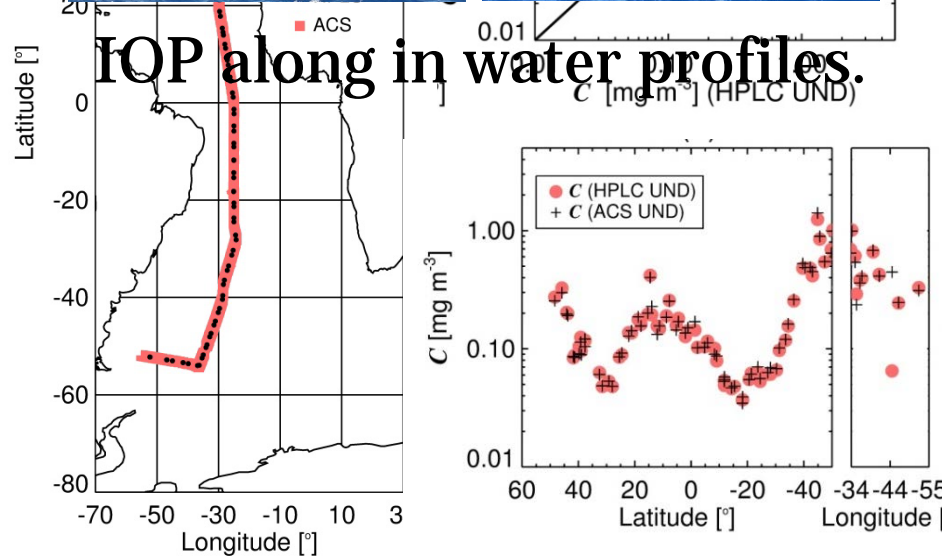 20
ACS
0.01
IOP along in water profiles.
C [mg m⁻³] (HPLC UND)
Latitude [°]
0
-20
-40
-60
-80
-70 -50 -30 -10 10 3
Longitude [°]
C (HPLC UND)
C (ACS UND)
C [mg m⁻³]
1.00
0.10
0.01
60 40 20 0 -20 -40 -34 -44 -55
Latitude [°] Longitude [